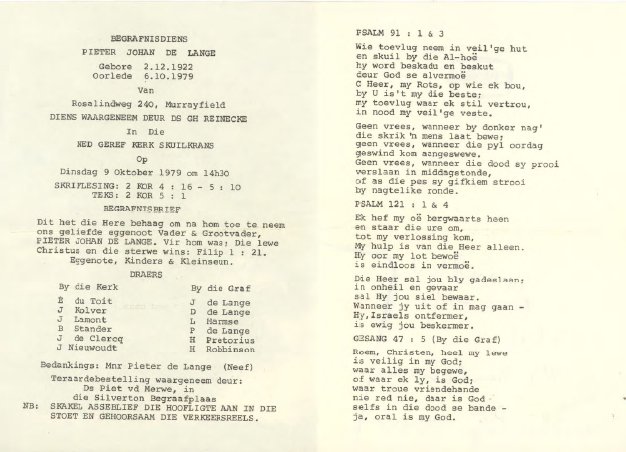 BEGRAFNISDIENS
PIETER JOHAN DE LANGE
Gebore 2.12.1922
Oorlede 6.10.1979
Van
Rosalindweg 240, Murrayfield
DIENS WAARGENEEM DEUR DS GH REINECKE
In Die
NED GEREF KERK SKUILKRANS
Op
Dinsdag 9 Oktober 1979 om 14h30
SKRIFLESING: 2 KOR 4 : 16 - 5 : 10
TEKS: 2 KOR 5 : 1
BEGRAFNISBRIEF
Dit het die Here behaag om na hom toe te neem
ons geliefde eggenoot Vader & Grootvader,
PIETER JOHAN DE LANGE. Vir hom was: Die lewe
Christus en die sterwe wins: Filip 1 : 21.
Eggenote, Kinders & Kleinseun.
DRAERS
By die Kerk By die Graf
E du Toit J de Lange
J Kolver D de Lange
J Lamont L Harmse
B Stander P de Lange
J de Clercq H Pretorius
J Nieuwoudt H Robbinson
Bedankings: Mnr Pieter de Lange (Neef)
Teraardebestelling waargeneem deur:
Ds Piet vd Merwe, in
die Silverton Begraafplaas
NB: SKAKEL ASSEBLIEF DIE HOOFLIGTE AAN IN DIE
STOET EN GEHOORSAAM DIE VERKEERSREELS.
PSALM 91 : 1 & 3
Wie toevlug neem in veil'ge hut
en skuil by die Al-hoë
hy word beskadu en beskut
deur God se alvermoë
O Heer, my Rots, op wie ek bou,
by U is't my die beste;
my toevlug waar ek stil vertrou,
in nood my veil'ge veste.
Geen vrees, wanneer by donker nag'
die skrik'n mens laat bewe;
geen vrees, wanneer die pyl oordag
geswind kom aangesweve.
Geen vrees, wanneer die dood sy prooi
verslaan in middagstonde,
of as die pes sy gifkiem strooi
by nagtelike ronde.
PSALM 121 : 1 & 4
Ek hef my oë bergwaarts heen
en staar die ure om,
tot my verlossing kom,
My hulp is van die Heer alleen.
Hy oor my lot bewoë
is eindloos in vermoë.
Die Heer sal jou bly gadeslaan;
in onheil en gevaar
sal Hy jou siel bewaar.
Wanneer jy uit of in mag gaan -
Hy, Israels ontfermer,
is ewig jou beskermer.
GESANG 47 : 5 (By die Graf)
Roem, Christen, heel my lewe
is veilig in my God;
waar alles my begewe,
of waar ek ly, is God;
waar troue vriendehande
nie red nie, daar is God
selfs in die dood se bande -
ja, oral is my God.